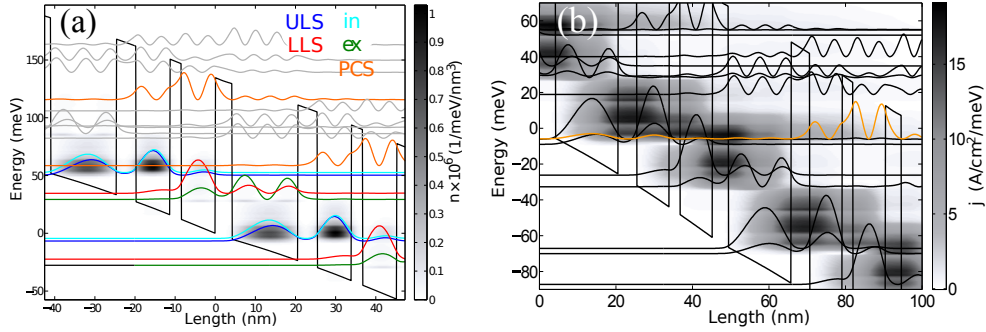 (a)
ULS in
LLS ex
PCS
Energy (meV)
150
100
50
0
−50
−40 −30 −20 −10 0 10 20 30 40
Length (nm)
1
0.9
0.8
0.7
0.6
0.5
0.4
0.3
0.2
0.1
0
n×10⁶ (1/meV/nm³)
(b)
Energy (meV)
60
40
20
0
−20
−40
−60
−80
0 20 40 60 80 100
Length (nm)
15
10
5
0
j (A/cm²/meV)